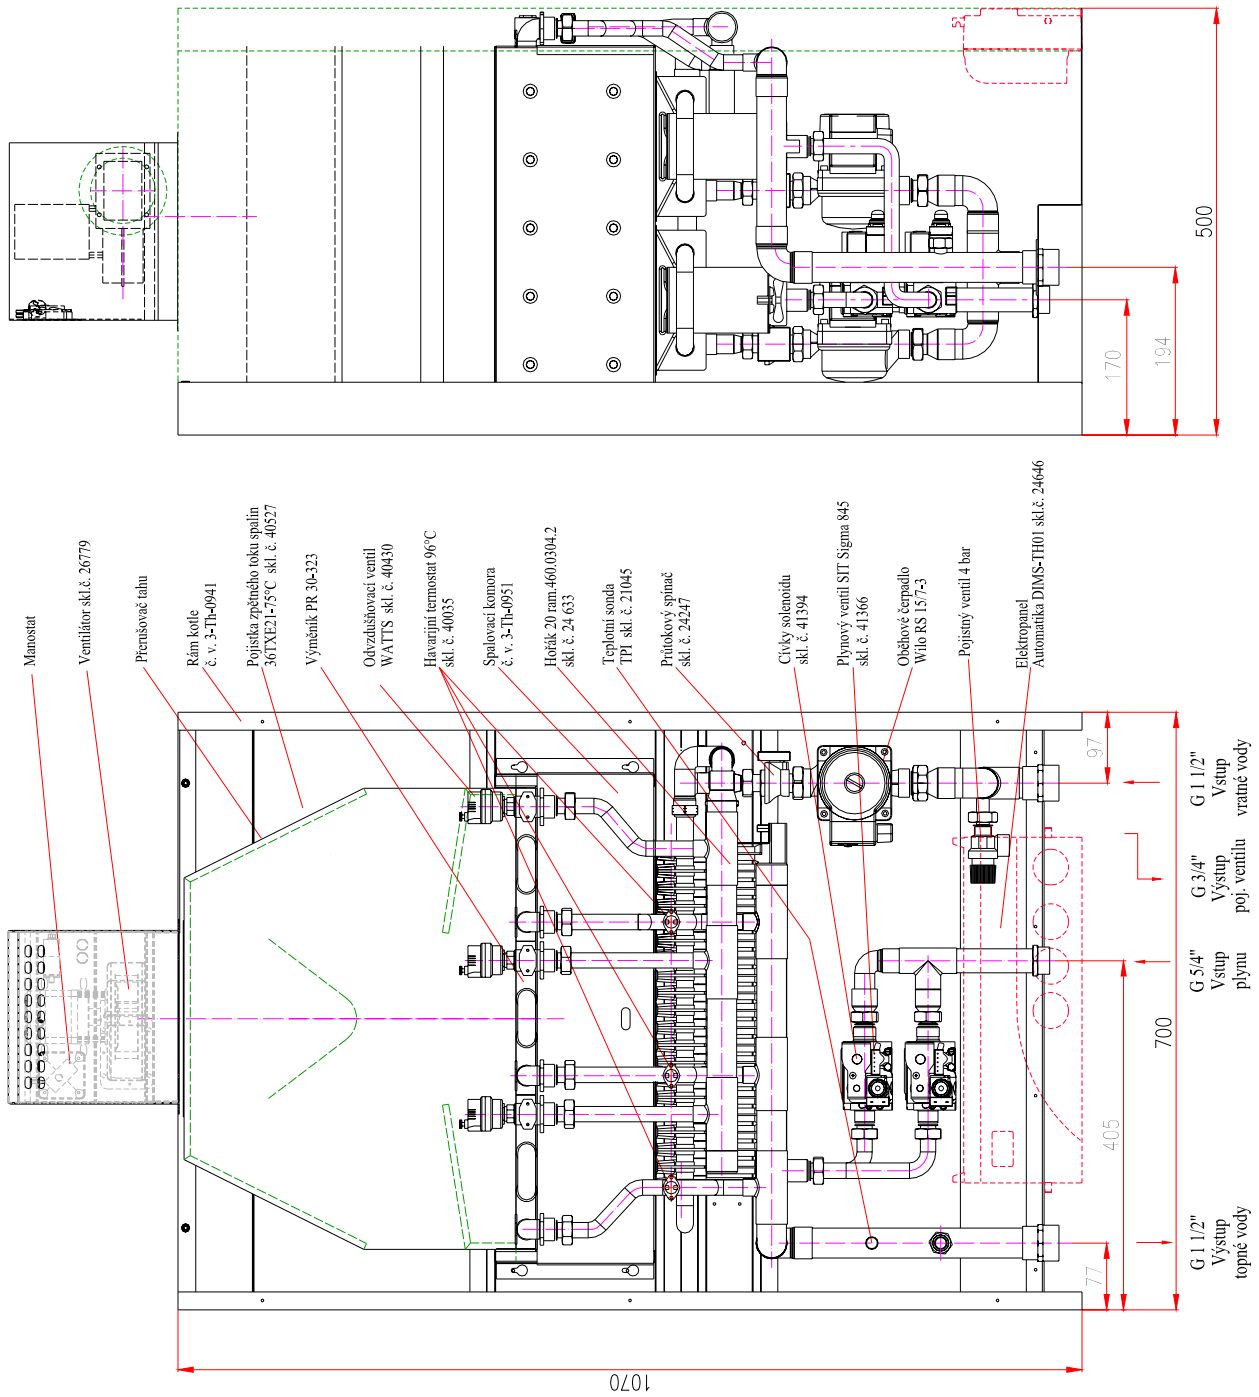 Manostat
Ventilátor skl.č. 26779
Přerušovač tahu
Rám kotle
č. v. 3-Th-0941
Pojistka zpětného toku spalin
36TXE21-75°C skl. č. 40527
Výměník PR 30-323
Odvzdušňovací ventil
WATTS skl. č. 40430
Havarijní termostat 96°C
skl. č. 40035
Spalovací komora
č. v. 3-Th-0951
Hořák 20 ram.460.0304.2
skl. č. 24 633
Teplotní sonda
TPI skl. č. 21045
Průtokový spínač
skl. č. 24247
Cívky solenoidu
skl. č. 41394
Plynový ventil SIT Sigma 845
skl. č. 41366
Oběhové čerpadlo
Wilo RS 15/7-3
Pojistný ventil 4 bar
Elektropanel
Automatika DIMS-TH01 skl.č. 24646
G 1 1/2"
Výstup
topné vody
G 5/4"
Vstup
plynu
G 3/4"
Výstup
poj. ventilu
G 1 1/2"
Vstup
vratné vody
77
405
700
97
1070
170
194
500